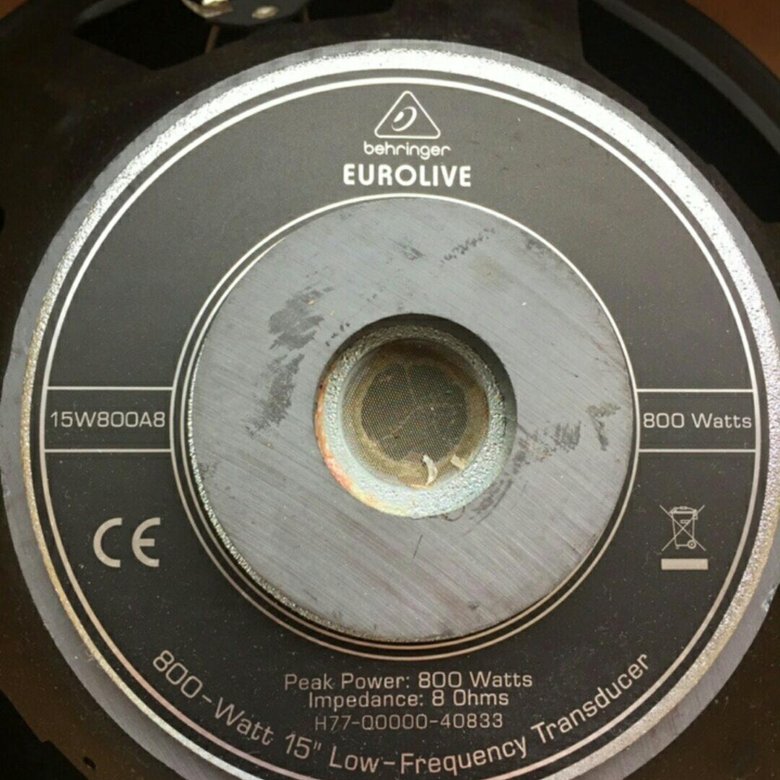 behringer
EUROLIVE
15W800A8
800 Watts
CE
Peak Power: 800 Watts
Impedance: 8 Ohms
H77-Q0000-40833
800-Watt 15" Low-Frequency Transducer